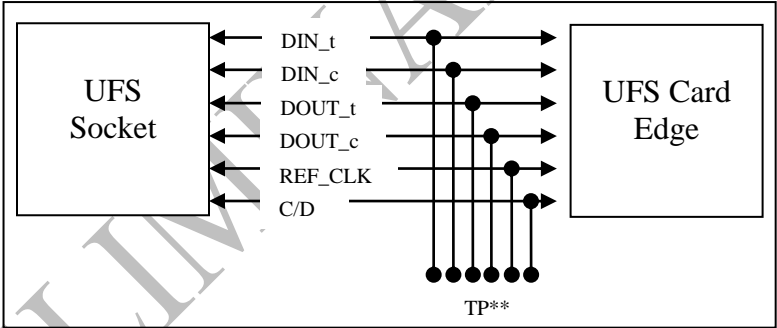 UFS
Socket
DIN_t
DIN_c
DOUT_t
DOUT_c
REF_CLK
C/D
UFS Card
Edge
TP**